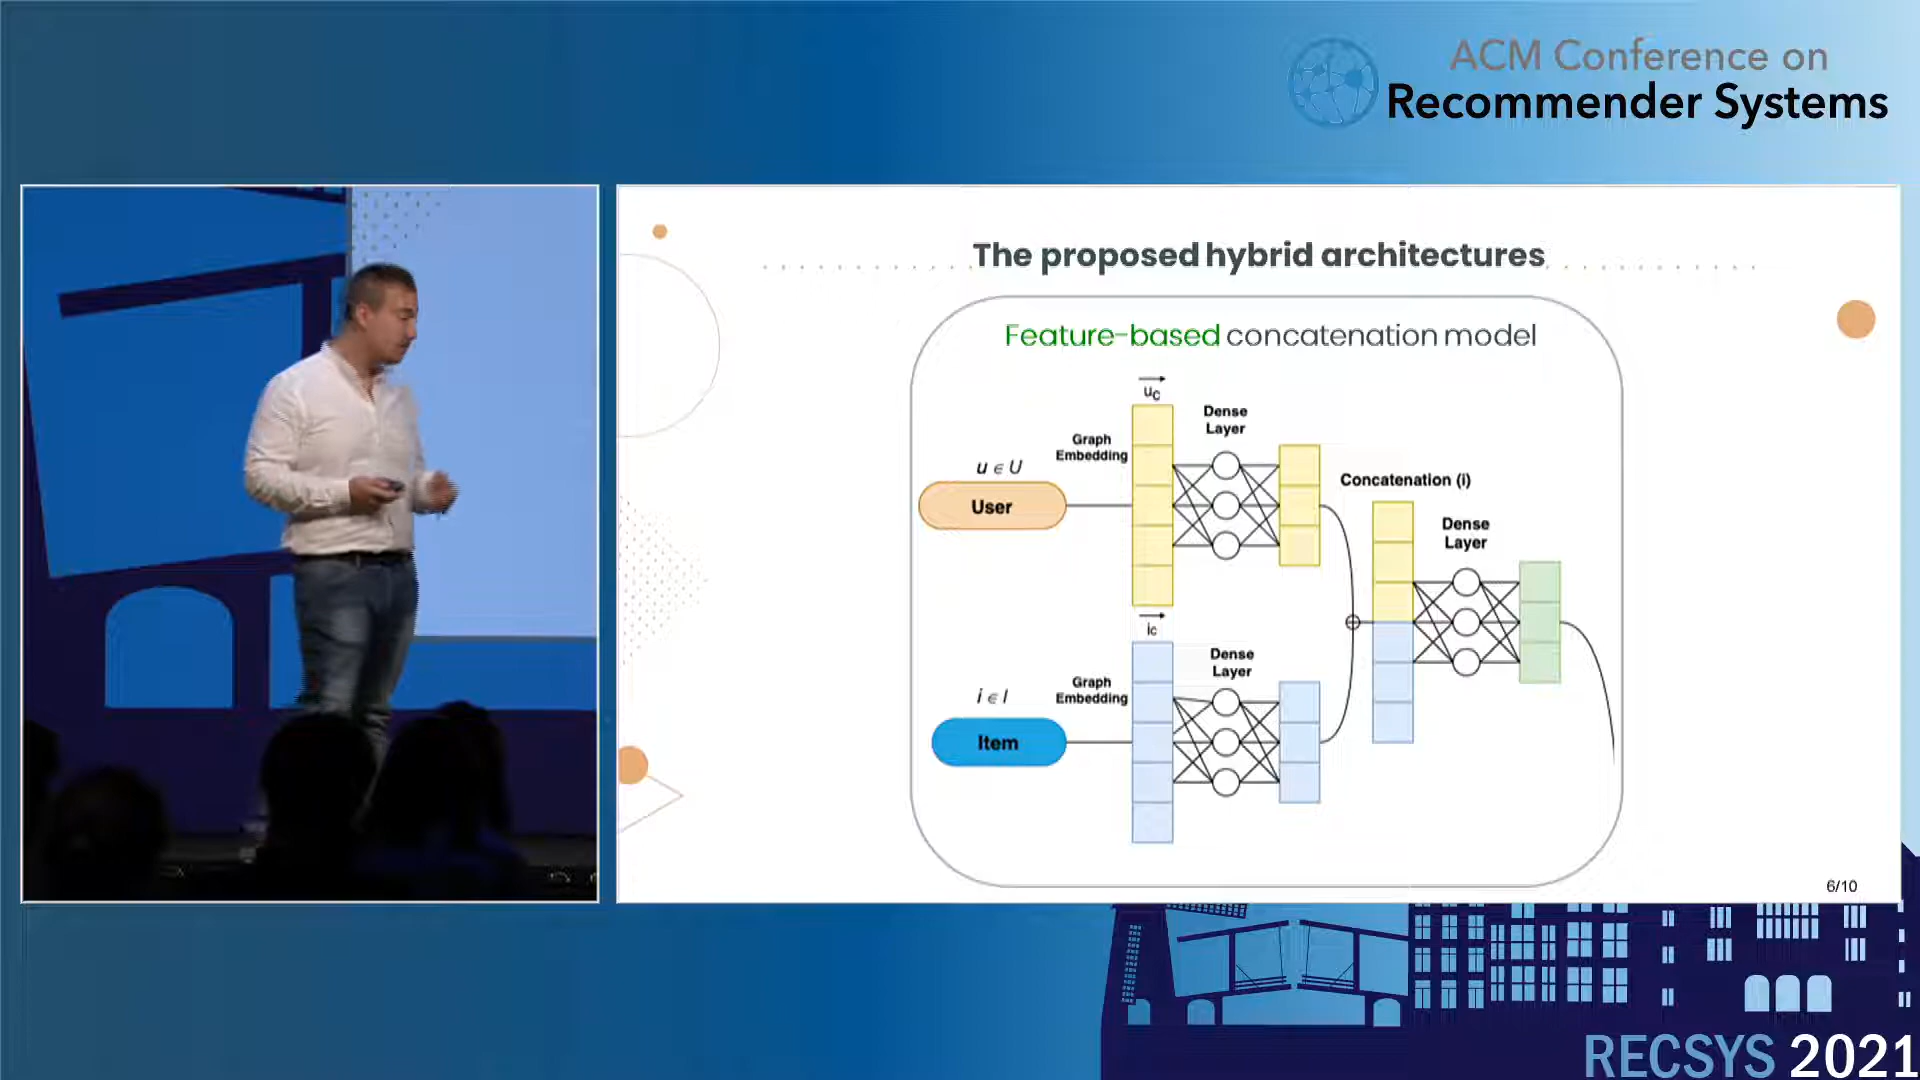 ACM Conference on
Recommender Systems
The proposed hybrid architectures
Feature-based concatenation model
uc
Dense
Layer
Graph
Embedding
u ∈ U
User
Concatenation (i)
Dense
Layer
ic
Dense
Layer
Graph
Embedding
i ∈ I
Item
6/10
RECSYS 2021